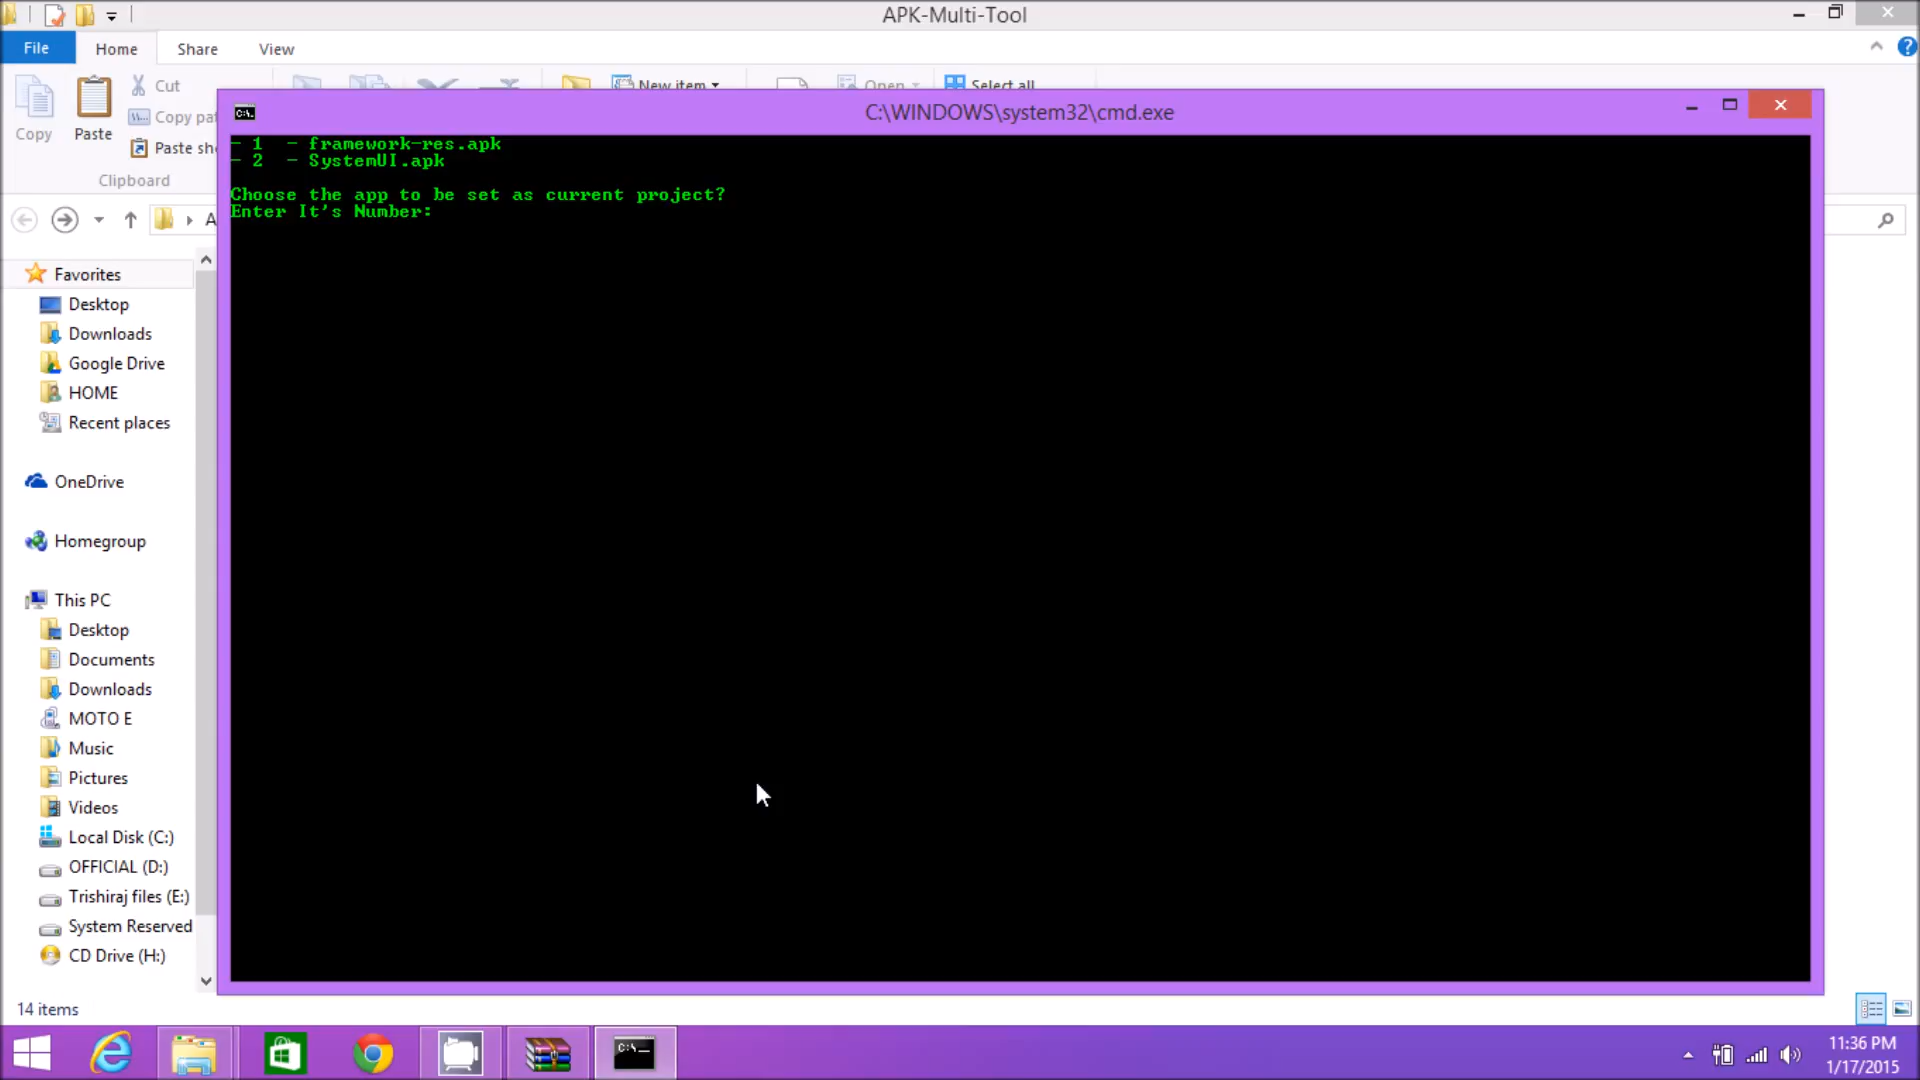 APK-Multi-Tool
File
Home
Share
View
Copy
Paste
Cut
Copy pat
Paste sho
Clipboard
New item
Open
Select all
C:\WINDOWS\system32\cmd.exe
- 1 - framework-res.apk
- 2 - SystemUI.apk
Choose the app to be set as current project?
Enter It's Number:
A
Favorites
Desktop
Downloads
Google Drive
HOME
Recent places
OneDrive
Homegroup
This PC
Desktop
Documents
Downloads
MOTO E
Music
Pictures
Videos
Local Disk (C:)
OFFICIAL (D:)
Trishiraj files (E:)
System Reserved
CD Drive (H:)
14 items
11:36 PM
1/17/2015